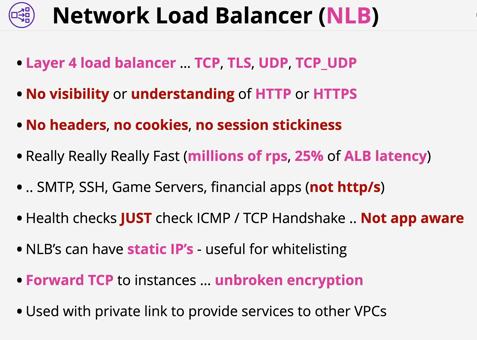 Network Load Balancer (NLB)
• Layer 4 load balancer ... TCP, TLS, UDP, TCP_UDP
• No visibility or understanding of HTTP or HTTPS
• No headers, no cookies, no session stickiness
• Really Really Really Fast (millions of rps, 25% of ALB latency)
• .. SMTP, SSH, Game Servers, financial apps (not http/s)
• Health checks JUST check ICMP / TCP Handshake .. Not app aware
• NLB's can have static IP's - useful for whitelisting
• Forward TCP to instances ... unbroken encryption
• Used with private link to provide services to other VPCs